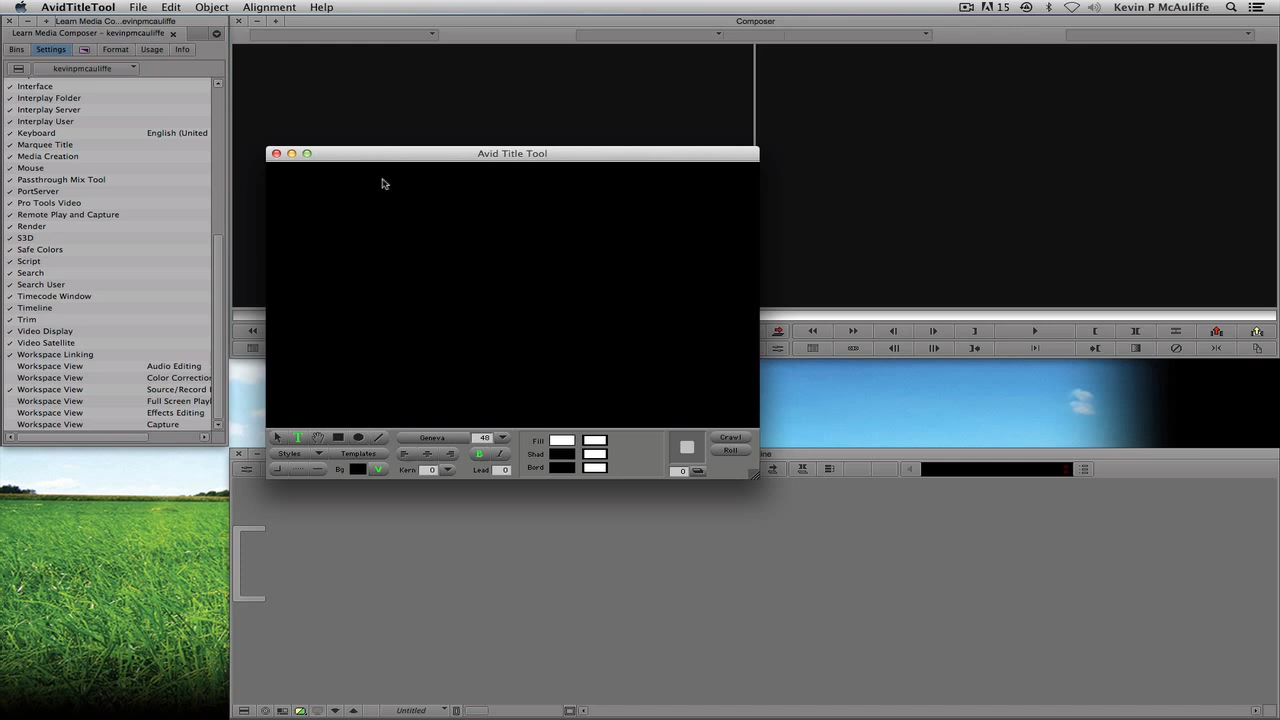 AvidTitleTool File Edit Object Alignment Help 15 Kevin P McAuliffe
Learn Media Co...evinpmcauliffe
Composer
Learn Media Composer - kevinpmcauliffe
Bins Settings Format Usage Info
kevinpmcauliffe
Interface
Interplay Folder
Interplay Server
Interplay User
Keyboard English (United
Marquee Title
Media Creation
Mouse
Passthrough Mix Tool
PortServer
Pro Tools Video
Remote Play and Capture
Render
S3D
Safe Colors
Script
Search
Search User
Timecode Window
Timeline
Trim
Video Display
Video Satellite
Workspace Linking
Workspace View Audio Editing
Workspace View Color Correction
Workspace View Source/Record
Workspace View Full Screen Play
Workspace View Effects Editing
Workspace View Capture
Avid Title Tool
T Geneva 48 Fill Crawl
Styles Templates B I Shad Roll
Bg V Kern 0 Lead 0 Bord 0
ine
Untitled